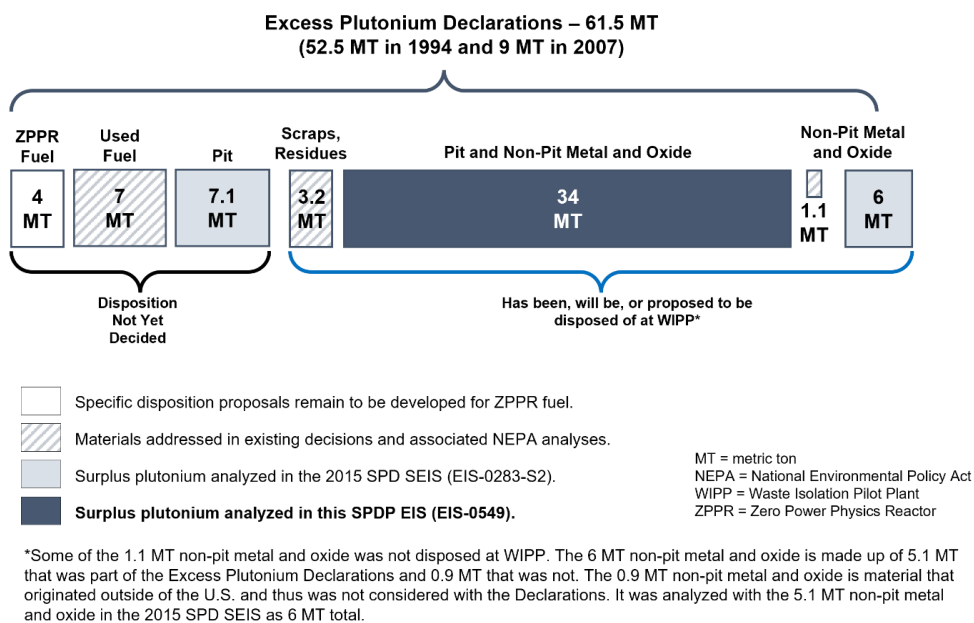 Excess Plutonium Declarations – 61.5 MT
(52.5 MT in 1994 and 9 MT in 2007)
ZPPR
Fuel
Used
Fuel
Pit
Scraps,
Residues
Pit and Non-Pit Metal and Oxide
Non-Pit Metal
and Oxide
4
MT
7
MT
7.1
MT
3.2
MT
34
MT
1.1
MT
6
MT
Disposition
Not Yet
Decided
Has been, will be, or proposed to be
disposed of at WIPP*
Specific disposition proposals remain to be developed for ZPPR fuel.
Materials addressed in existing decisions and associated NEPA analyses.
Surplus plutonium analyzed in the 2015 SPD SEIS (EIS-0283-S2).
Surplus plutonium analyzed in this SPDP EIS (EIS-0549).
MT = metric ton
NEPA = National Environmental Policy Act
WIPP = Waste Isolation Pilot Plant
ZPPR = Zero Power Physics Reactor
*Some of the 1.1 MT non-pit metal and oxide was not disposed at WIPP. The 6 MT non-pit metal and oxide is made up of 5.1 MT
that was part of the Excess Plutonium Declarations and 0.9 MT that was not. The 0.9 MT non-pit metal and oxide is material that
originated outside of the U.S. and thus was not considered with the Declarations. It was analyzed with the 5.1 MT non-pit metal
and oxide in the 2015 SPD SEIS as 6 MT total.